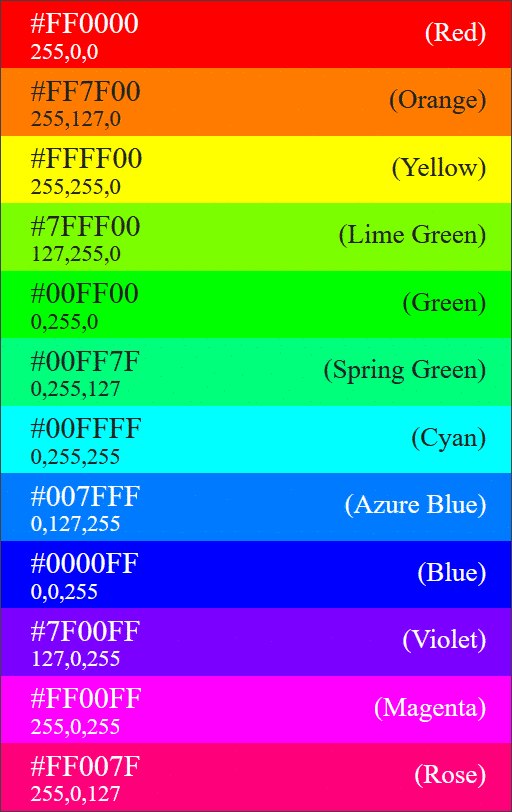 #FF0000
(Red)
255,0,0
#FF7F00
(Orange)
255,127,0
#FFFF00
(Yellow)
255,255,0
#7FFF00
(Lime Green)
127,255,0
#00FF00
(Green)
0,255,0
#00FF7F
(Spring Green)
0,255,127
#00FFFF
(Cyan)
0,255,255
#007FFF
(Azure Blue)
0,127,255
#0000FF
(Blue)
0,0,255
#7F00FF
(Violet)
127,0,255
#FF00FF
(Magenta)
255,0,255
#FF007F
(Rose)
255,0,127